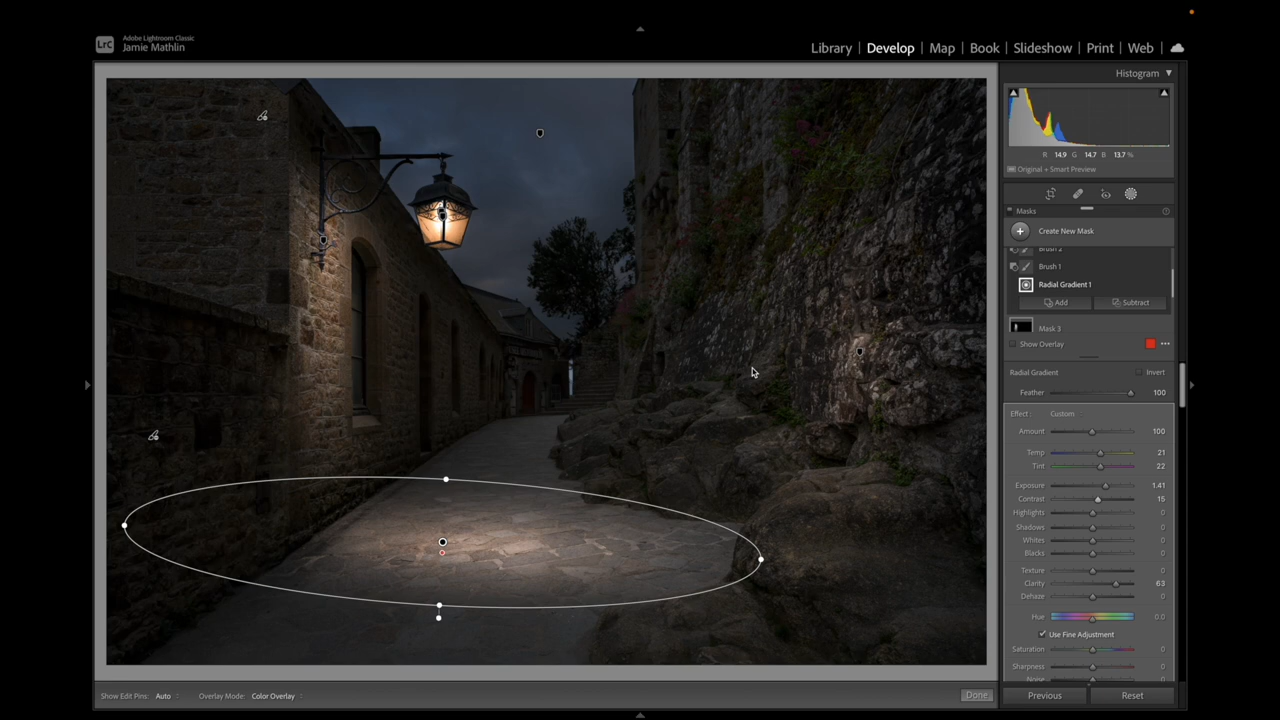 LrC
Adobe Lightroom Classic
Jamie Mathlin
Library | Develop | Map | Book | Slideshow | Print | Web |
Histogram
R 14.9 G 14.7 B 13.7 %
Original + Smart Preview
Masks
Create New Mask
Brush 2
Brush 1
Radial Gradient 1
Add Subtract
Mask 3
Show Overlay
Radial Gradient Invert
Feather 100
Effect : Custom
Amount 100
Temp 21
Tint 22
Exposure 1.41
Contrast 15
Highlights 0
Shadows 0
Whites 0
Blacks 0
Texture 0
Clarity 63
Dehaze 0
Hue 0.0
Use Fine Adjustment
Saturation 0
Sharpness 0
Noise 0
Show Edit Pins: Auto Overlay Mode: Color Overlay Done
Previous Reset